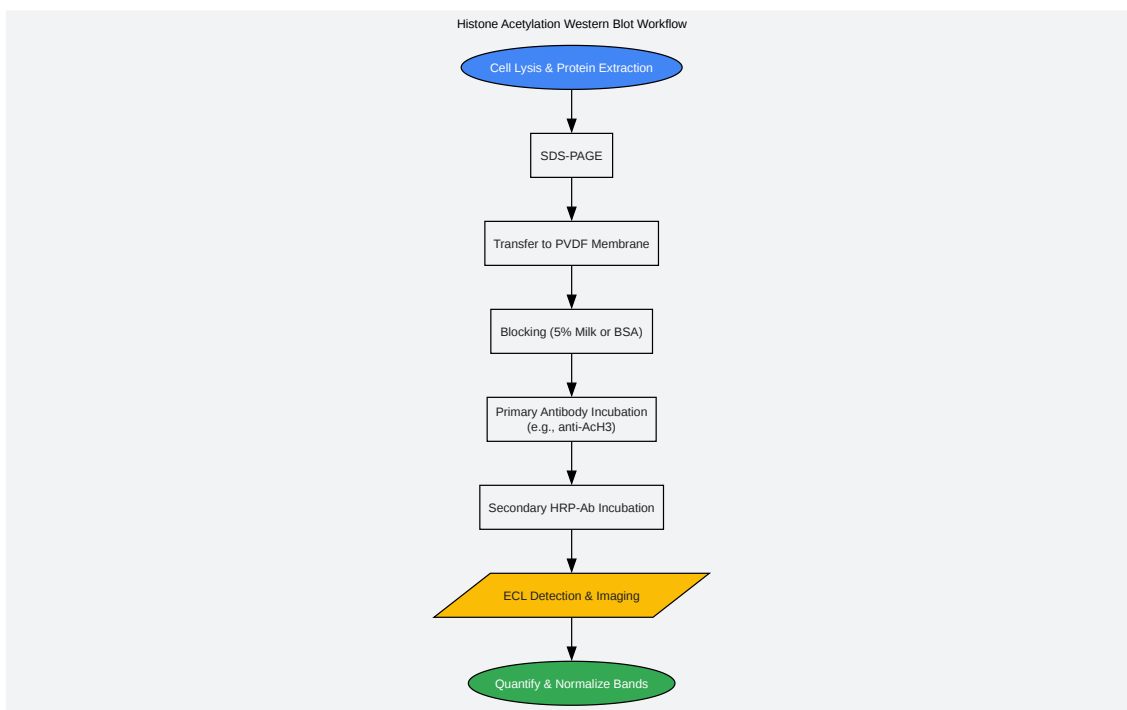 Histone Acetylation Western Blot Workflow
Cell Lysis & Protein Extraction
SDS-PAGE
Transfer to PVDF Membrane
Blocking (5% Milk or BSA)
Primary Antibody Incubation
(e.g., anti-AcH3)
Secondary HRP-Ab Incubation
ECL Detection & Imaging
Quantify & Normalize Bands